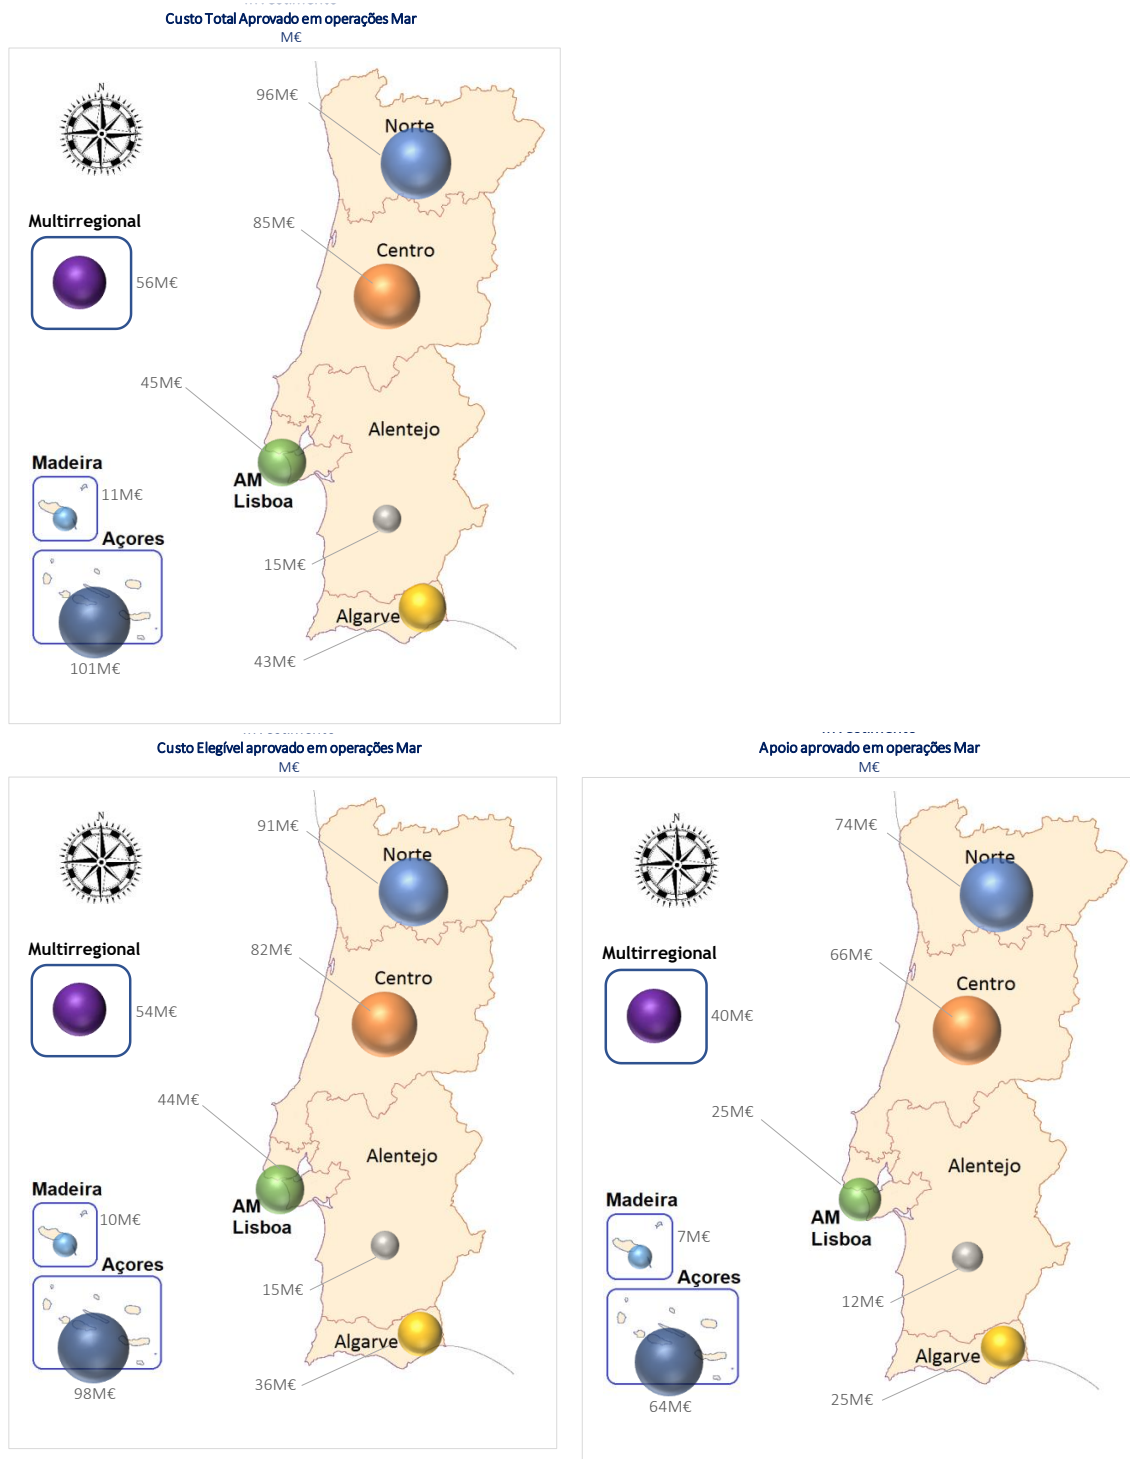 Custo Total Aprovado em operações Mar
M€
N
96M€
Norte
Multirregional
85M€
Centro
56M€
45M€
Alentejo
Madeira
11M€
AM
Lisboa
Açores
15M€
Algarve
101M€
43M€
Custo Elegível aprovado em operações Mar
M€
N
91M€
Norte
Multirregional
82M€
Centro
54M€
44M€
Alentejo
Madeira
10M€
AM
Lisboa
Açores
15M€
Algarve
98M€
36M€
Apoio aprovado em operações Mar
M€
N
74M€
Norte
Multirregional
66M€
Centro
40M€
25M€
Alentejo
Madeira
7M€
AM
Lisboa
Açores
12M€
Algarve
64M€
25M€